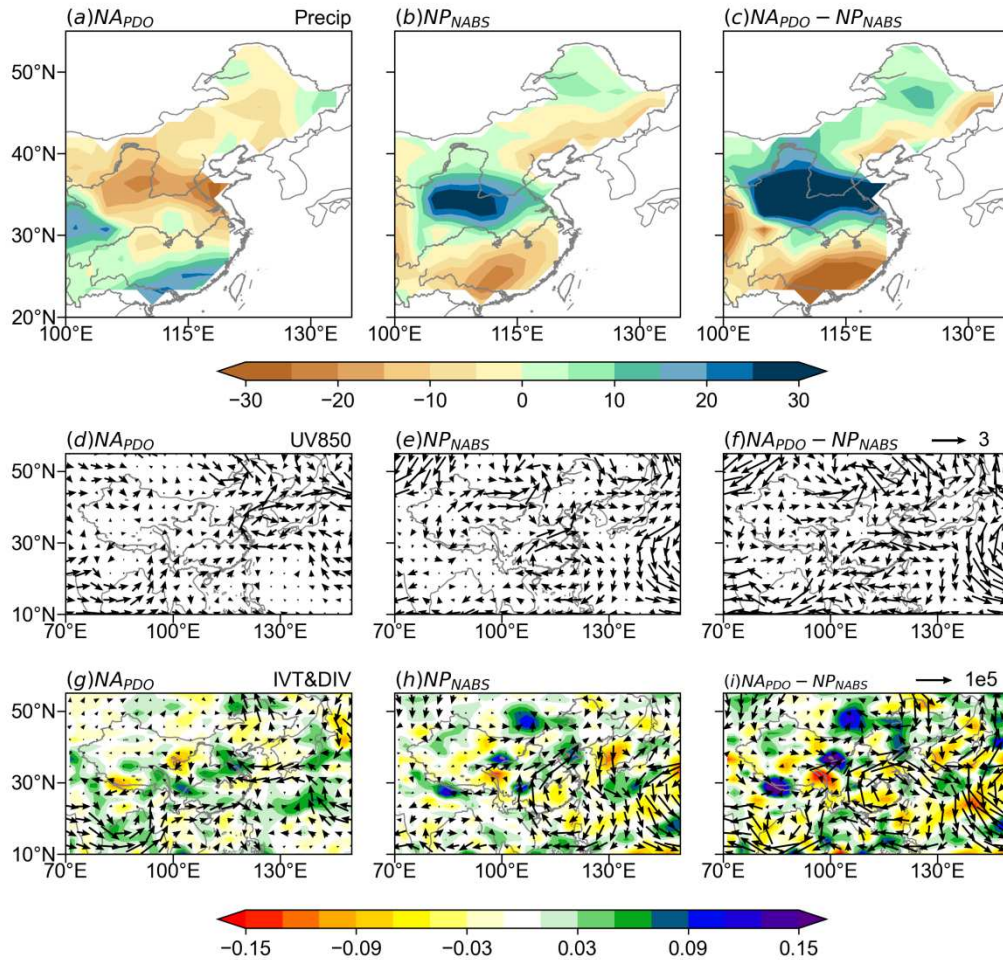 (a)NA_PDO Precip (b)NP_NABS (c)NA_PDO − NP_NABS
50°N
40°N
30°N
20°N
100°E 115°E 130°E 100°E 115°E 130°E 100°E 115°E 130°E
−30 −20 −10 0 10 20 30
(d)NA_PDO UV850 (e)NP_NABS (f)NA_PDO − NP_NABS 3
50°N
30°N
10°N
70°E 100°E 130°E 70°E 100°E 130°E 70°E 100°E 130°E
(g)NA_PDO IVT&DIV (h)NP_NABS (i)NA_PDO − NP_NABS 1e5
50°N
30°N
10°N
70°E 100°E 130°E 70°E 100°E 130°E 70°E 100°E 130°E
−0.15 −0.09 −0.03 0.03 0.09 0.15